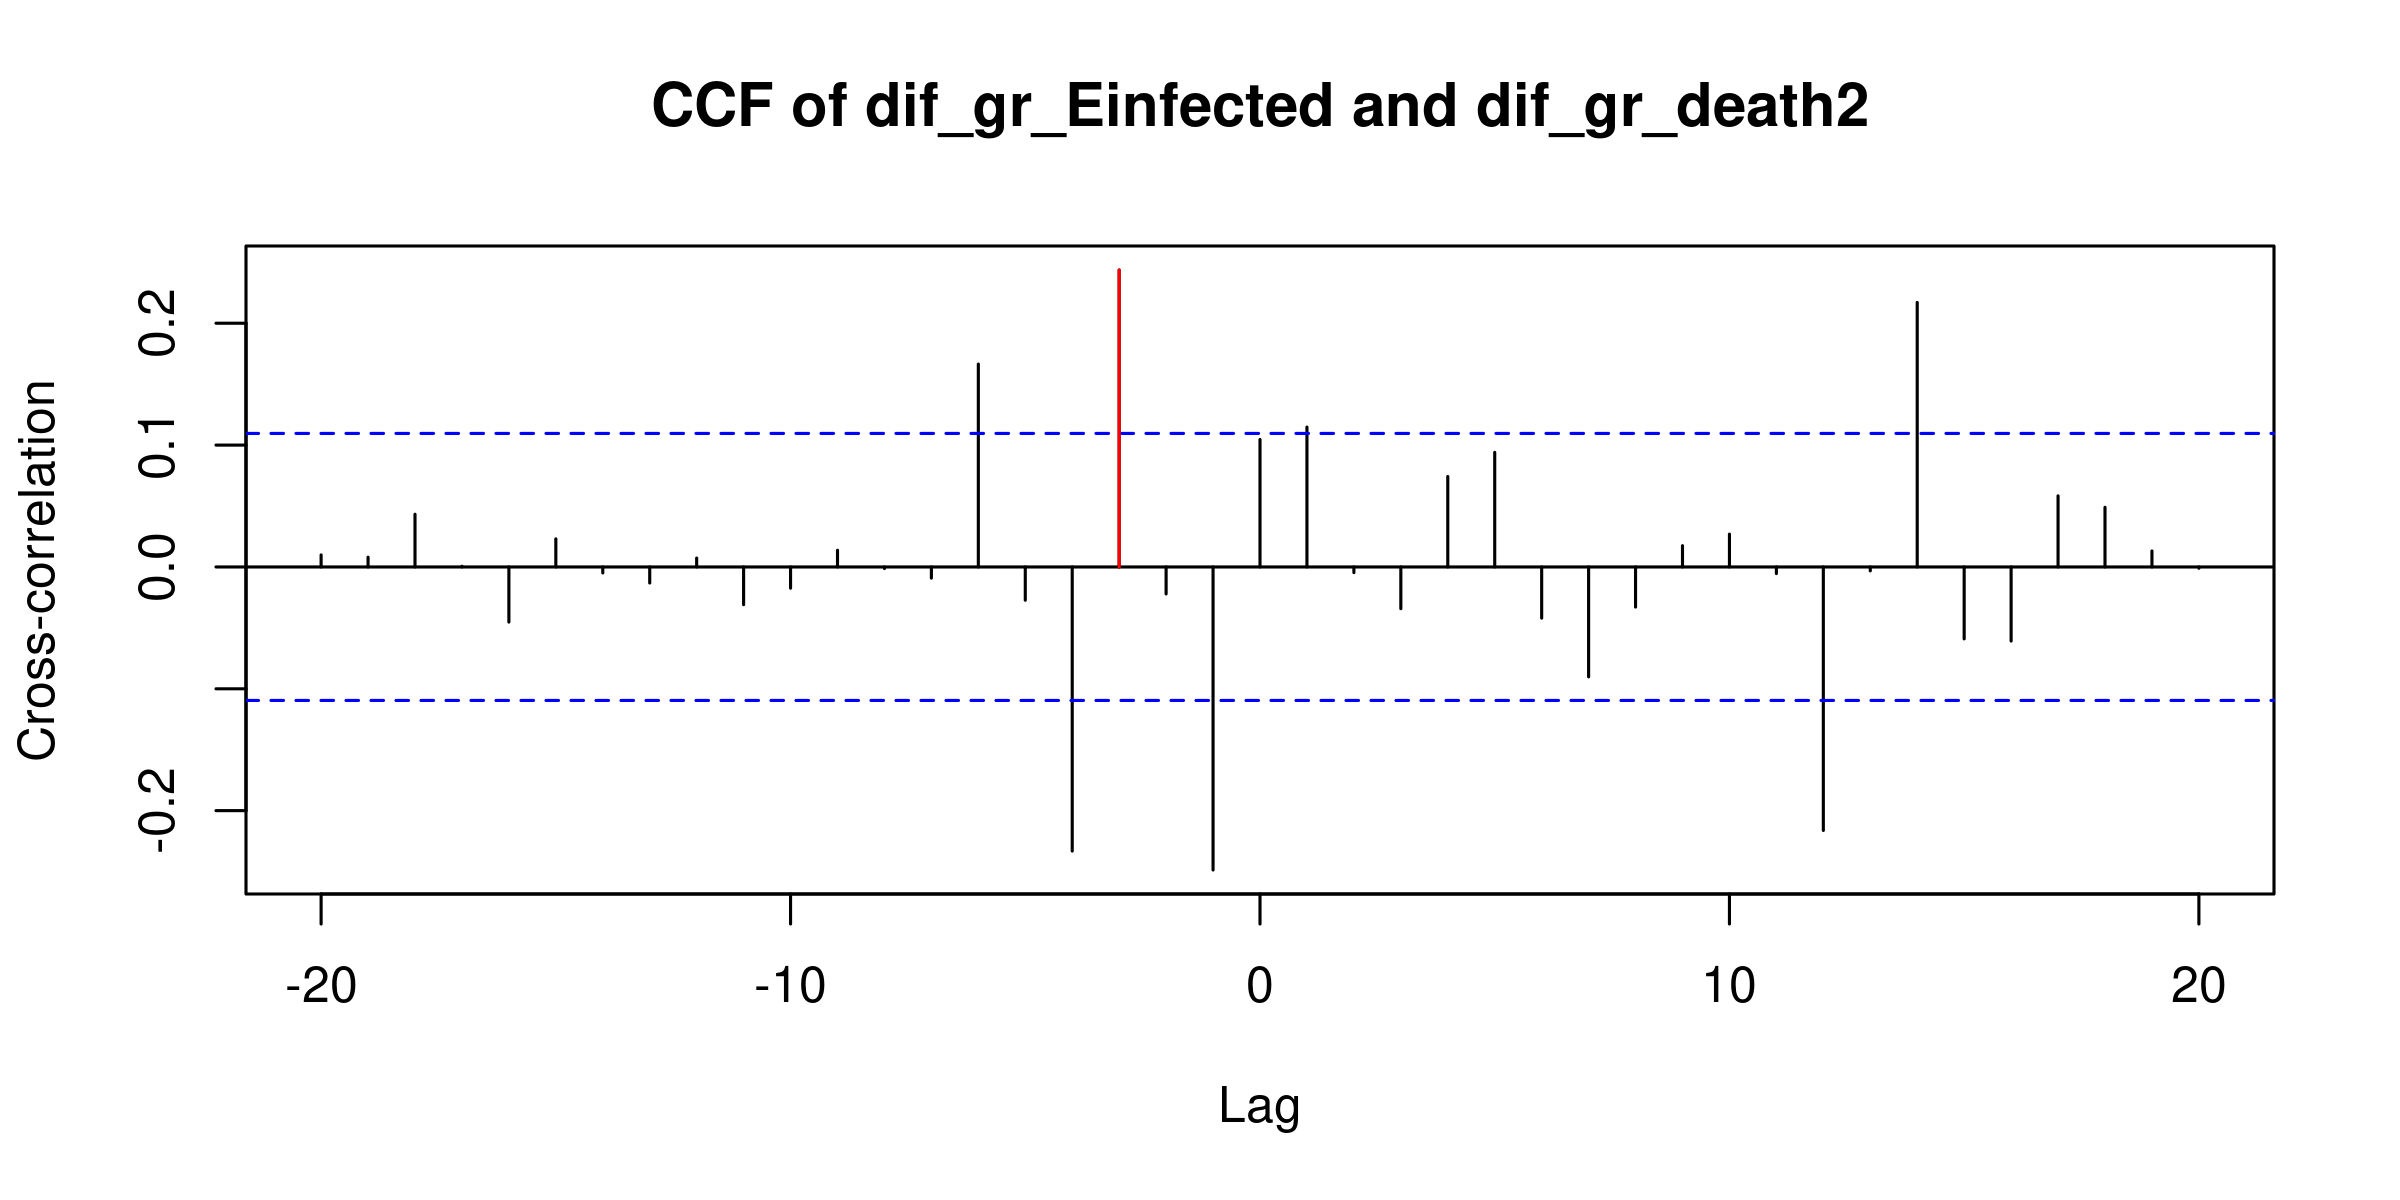 CCF of dif_gr_Einfected and dif_gr_death2
Cross-correlation
0.2
0.1
0.0
-0.2
-20 -10 0 10 20
Lag